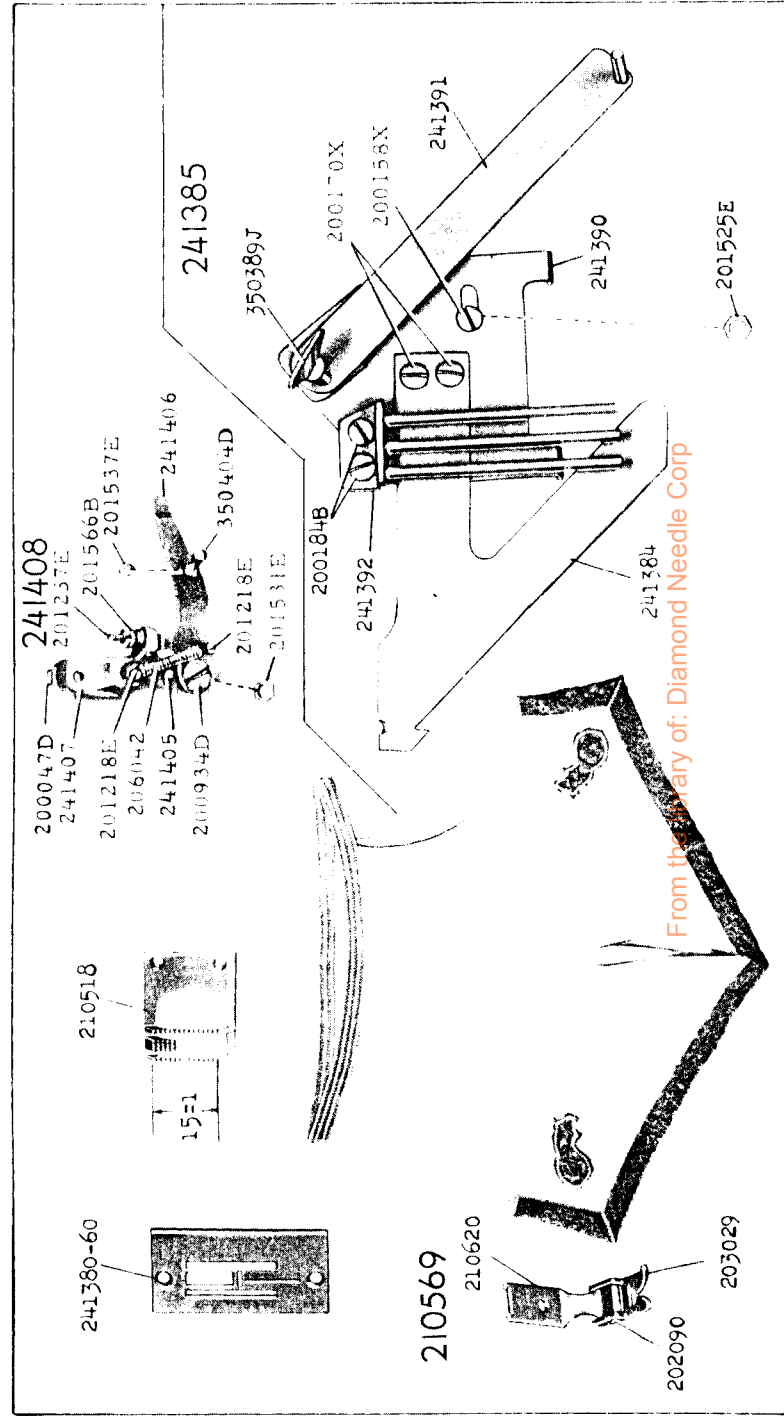 241380-60
15=1
210518
241408
200047D
241407
201218E
206042
241405
200934D
201237E
201566B
201537E
241406
350404D
201218E
201531E
241385
350389J
200170X
200158X
241391
241390
201525E
200184B
241392
241384
210569
210620
202090
203029
From the library of: Diamond Needle Corp